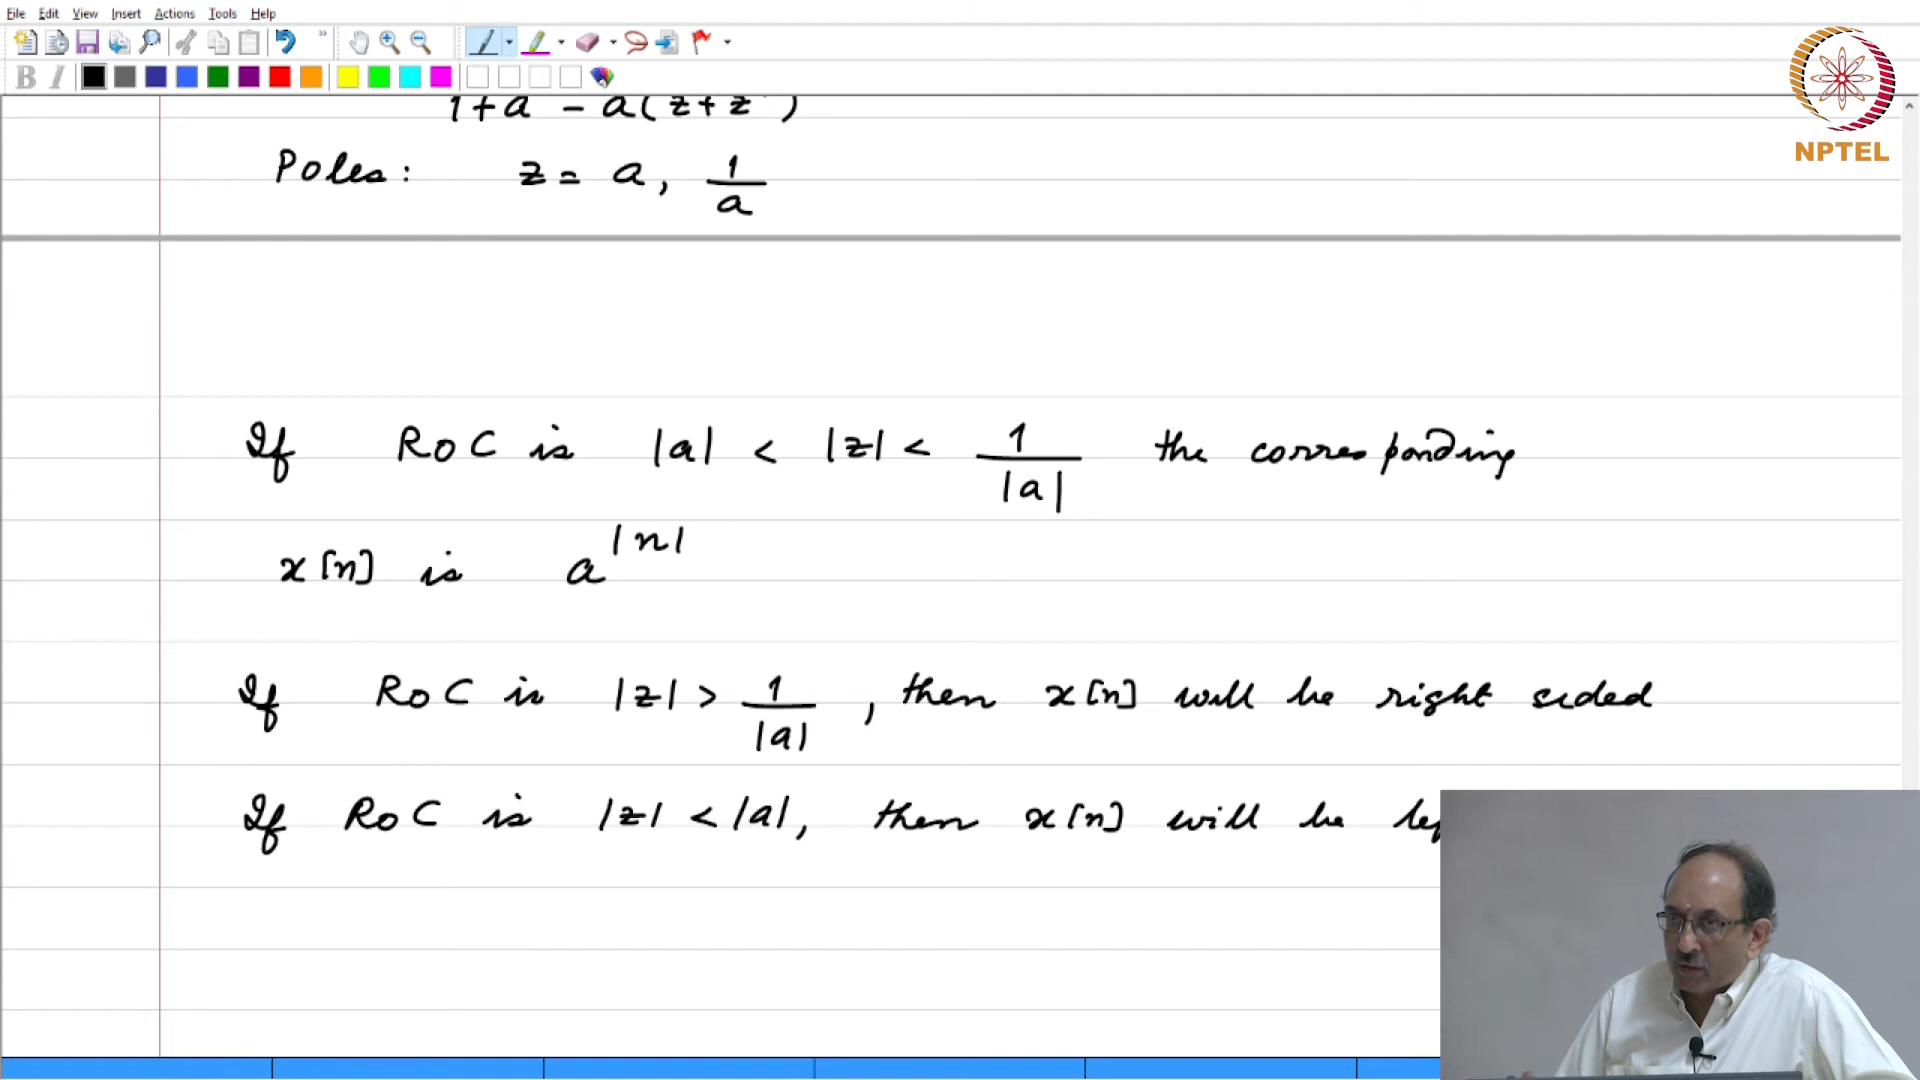 File Edit View Insert Actions Tools Help
B I
NPTEL
1 + a - a(z + z )
Poles: z = a, 1/a
If RoC is |a| < |z| < 1/|a| the corresponding
x[n] is a^|n|
If RoC is |z| > 1/|a|, then x[n] will be right sided
If RoC is |z| < |a|, then x[n] will be